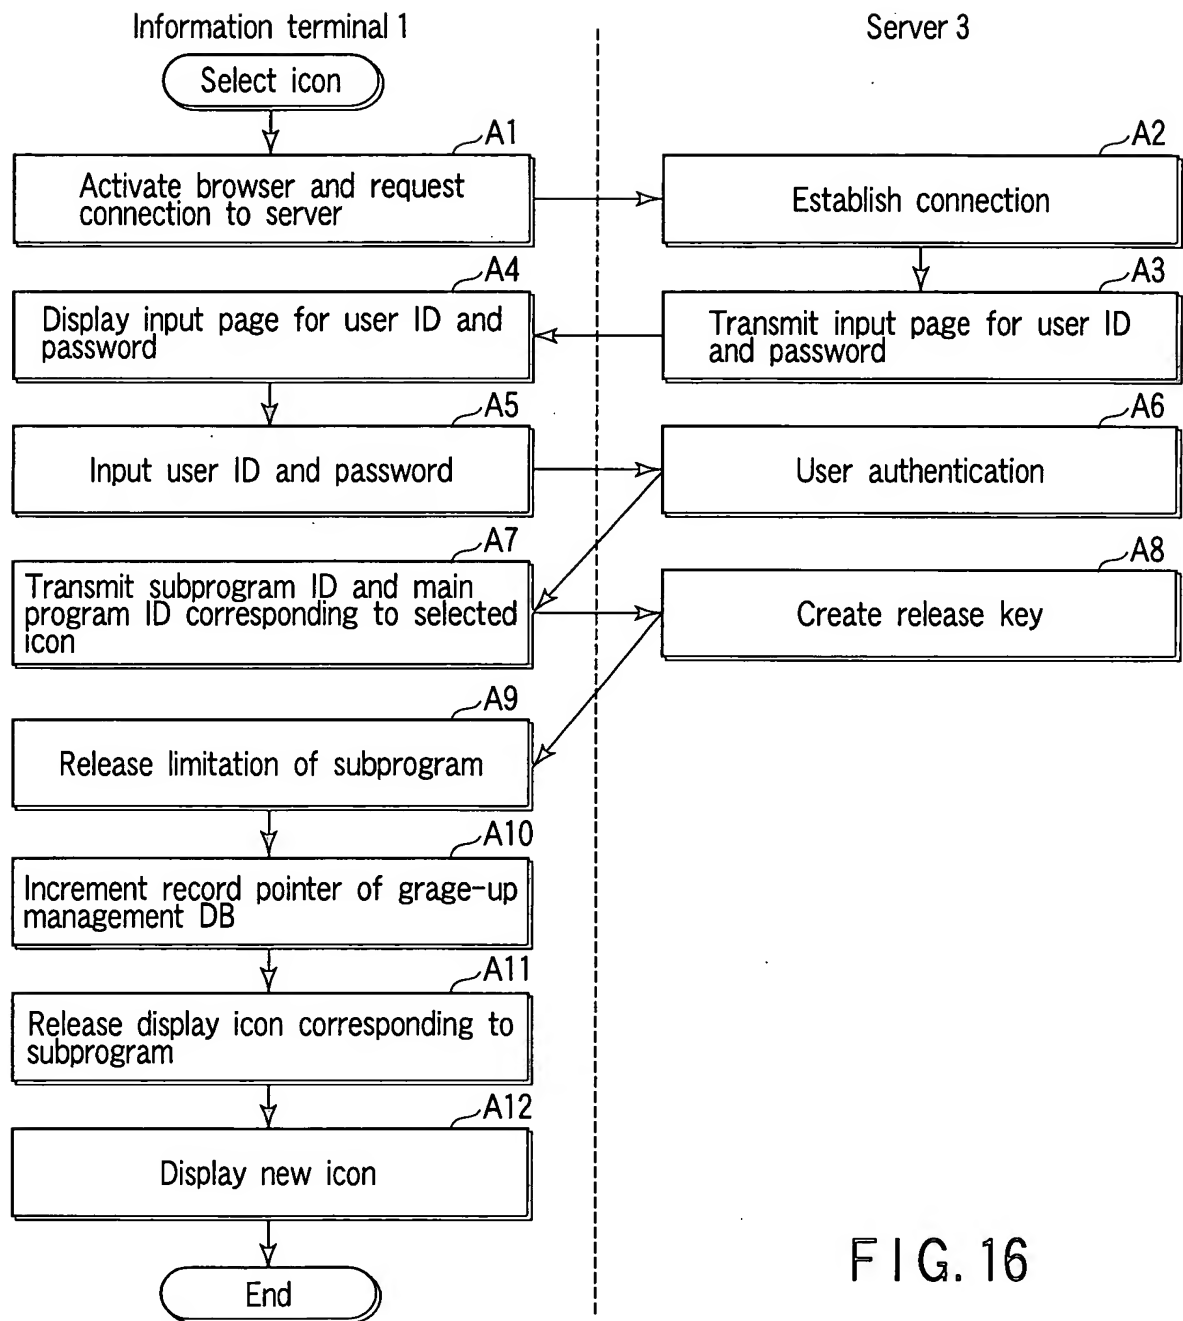 Information terminal 1
Server 3
Select icon
A1
Activate browser and request
connection to server
A2
Establish connection
A4
Display input page for user ID and
password
A3
Transmit input page for user ID
and password
A5
Input user ID and password
A6
User authentication
A7
Transmit subprogram ID and main
program ID corresponding to selected
icon
A8
Create release key
A9
Release limitation of subprogram
A10
Increment record pointer of grage-up
management DB
A11
Release display icon corresponding to
subprogram
A12
Display new icon
End
FIG. 16